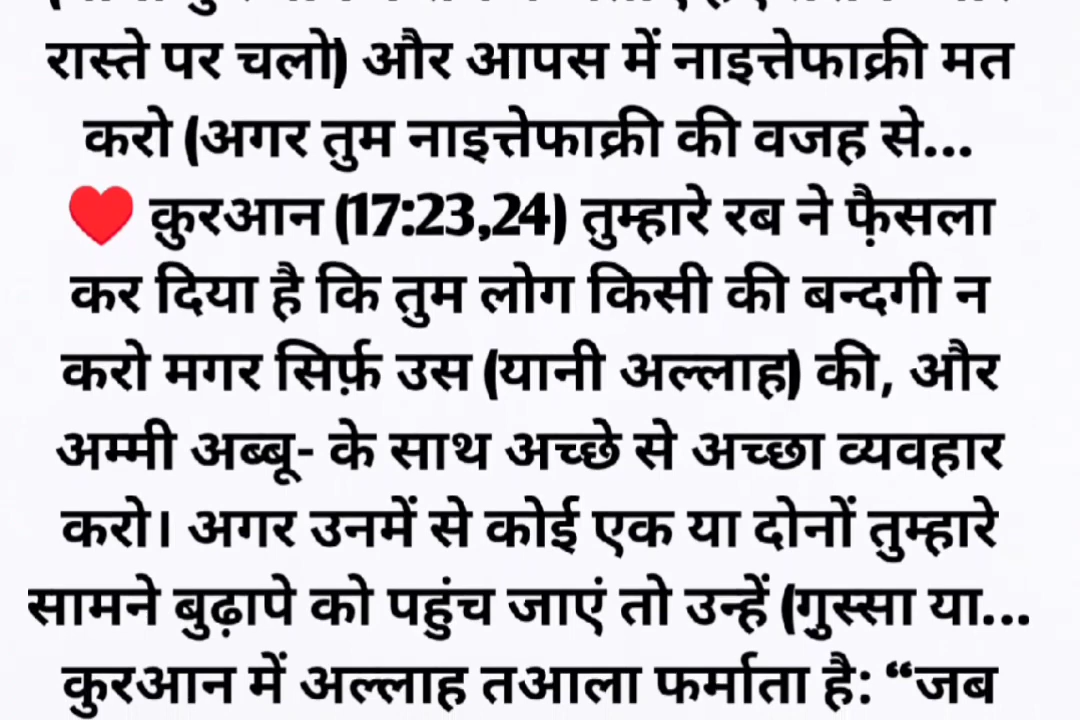 रास्ते पर चलो) और आपस में नाइत्तेफाक़ी मत
करो (अगर तुम नाइत्तेफाक़ी की वजह से...
❤️ क़ुरआन (17:23,24) तुम्हारे रब ने फ़ैसला
कर दिया है कि तुम लोग किसी की बन्दगी न
करो मगर सिर्फ़ उस (यानी अल्लाह) की, और
अम्मी अब्बू- के साथ अच्छे से अच्छा व्यवहार
करो। अगर उनमें से कोई एक या दोनों तुम्हारे
सामने बुढ़ापे को पहुंच जाएं तो उन्हें (गुस्सा या...
कुरआन में अल्लाह तआला फर्माता है: “जब